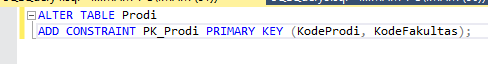 ALTER TABLE Prodi
ADD CONSTRAINT PK_Prodi PRIMARY KEY (KodeProdi, KodeFakultas);